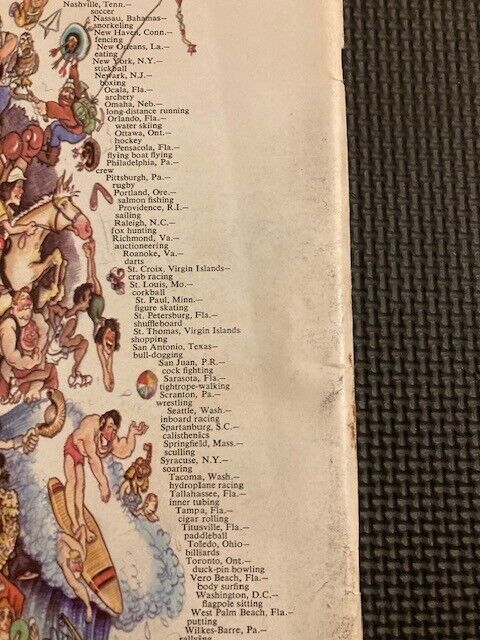 Nashville, Tenn.—
soccer
Nassau, Bahamas—
snorkeling
New Haven, Conn.—
fencing
New Orleans, La.—
eating
New York, N.Y.—
stickball
Newark, N.J.—
boxing
Ocala, Fla.—
archery
Omaha, Neb.—
long-distance running
Orlando, Fla.—
water skiing
Ottawa, Ont.—
hockey
Pensacola, Fla.—
flying boat flying
Philadelphia, Pa.—
crew
Pittsburgh, Pa.—
rugby
Portland, Ore.—
salmon fishing
Providence, R.I.—
sailing
Raleigh, N.C.—
fox hunting
Richmond, Va.—
auctioneering
Roanoke, Va.—
darts
St. Croix, Virgin Islands—
crab racing
St. Louis, Mo.—
corkball
St. Paul, Minn.—
figure skating
St. Petersburg, Fla.—
shuffleboard
St. Thomas, Virgin Islands
shopping
San Antonio, Texas—
bull-dogging
San Juan, P.R.—
cock fighting
Sarasota, Fla.—
tightrope-walking
Scranton, Pa.—
wrestling
Seattle, Wash.—
inboard racing
Spartanburg, S.C.—
calisthenics
Springfield, Mass.—
sculling
Syracuse, N.Y.—
soaring
Tacoma, Wash.—
hydroplane racing
Tallahassee, Fla.—
inner tubing
Tampa, Fla.—
cigar rolling
Titusville, Fla.—
paddleball
Toledo, Ohio—
billiards
Toronto, Ont.—
duck-pin bowling
Vero Beach, Fla.—
body surfing
Washington, D.C.—
flagpole sitting
West Palm Beach, Fla.—
putting
Wilkes-Barre, Pa.—
rallying